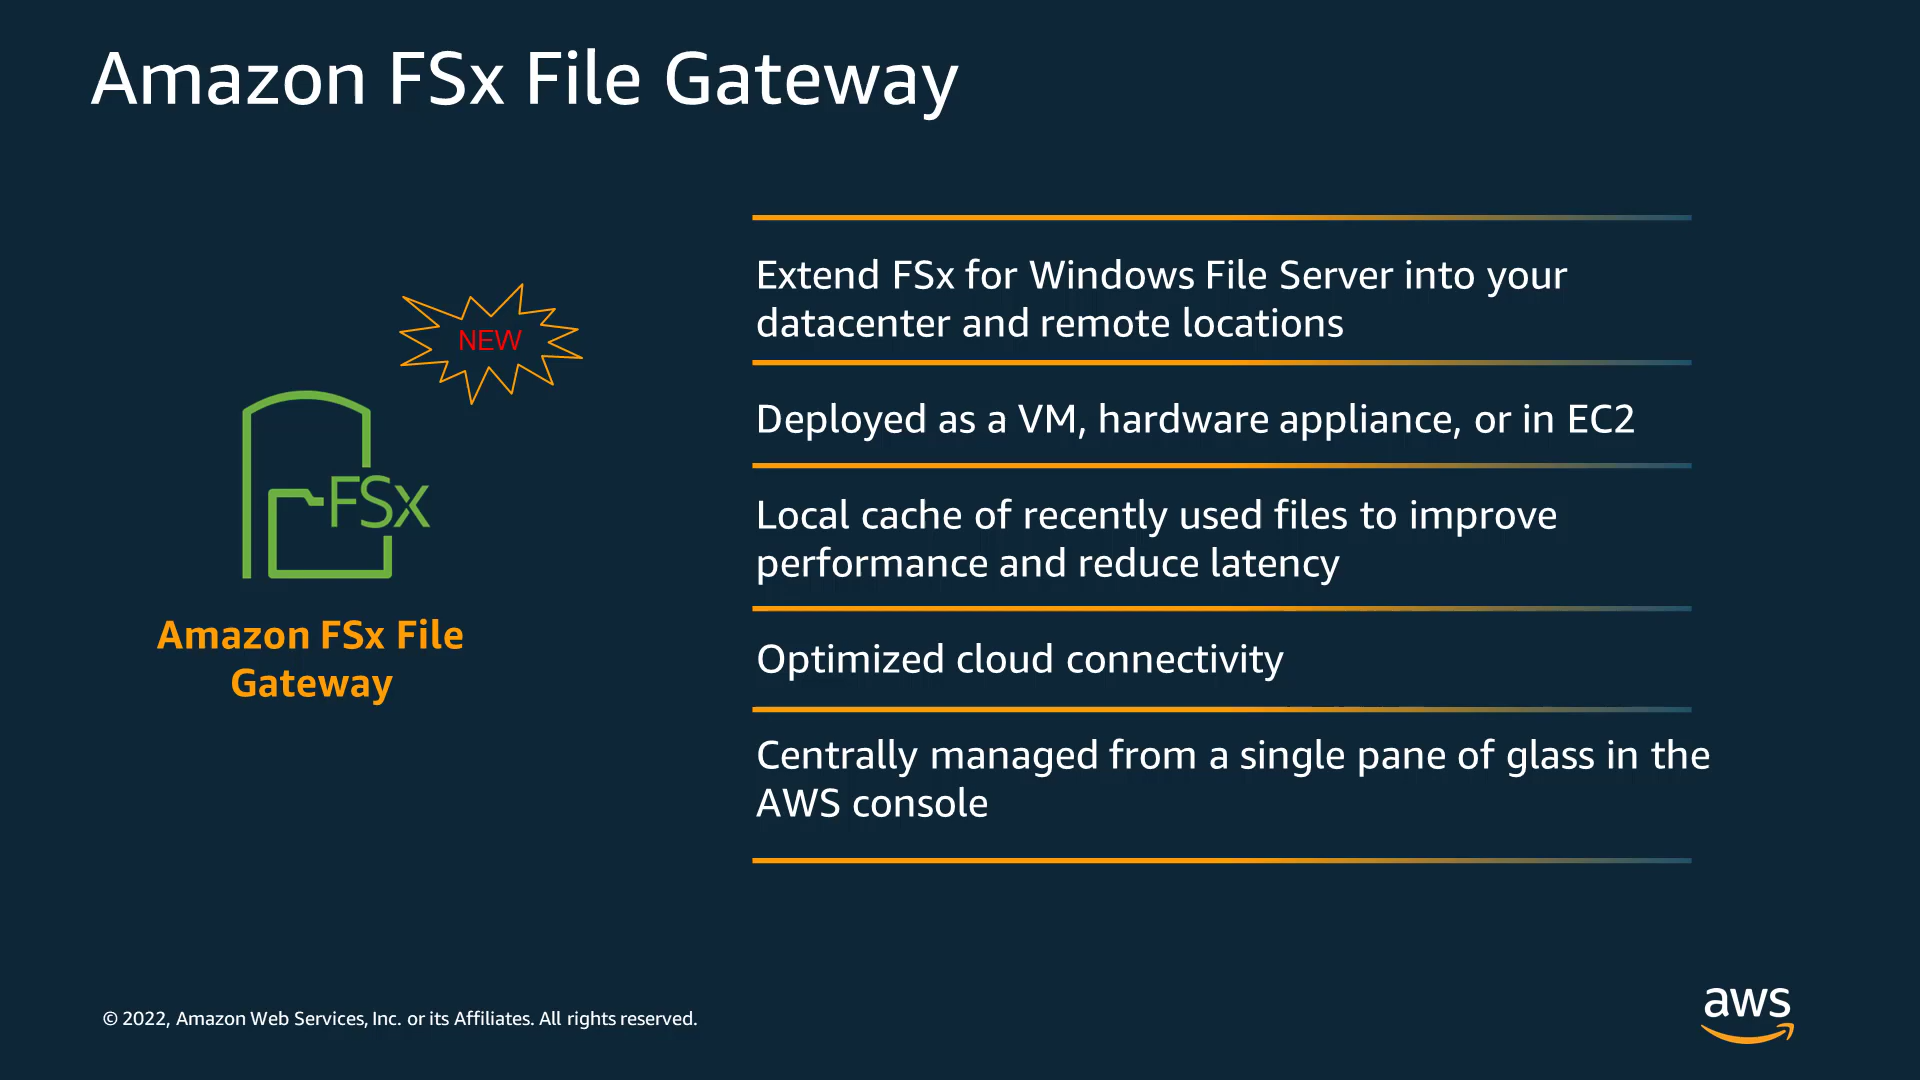 Amazon FSx File Gateway
NEW
FSx
Amazon FSx File
Gateway
Extend FSx for Windows File Server into your
datacenter and remote locations
Deployed as a VM, hardware appliance, or in EC2
Local cache of recently used files to improve
performance and reduce latency
Optimized cloud connectivity
Centrally managed from a single pane of glass in the
AWS console
© 2022, Amazon Web Services, Inc. or its Affiliates. All rights reserved.
aws